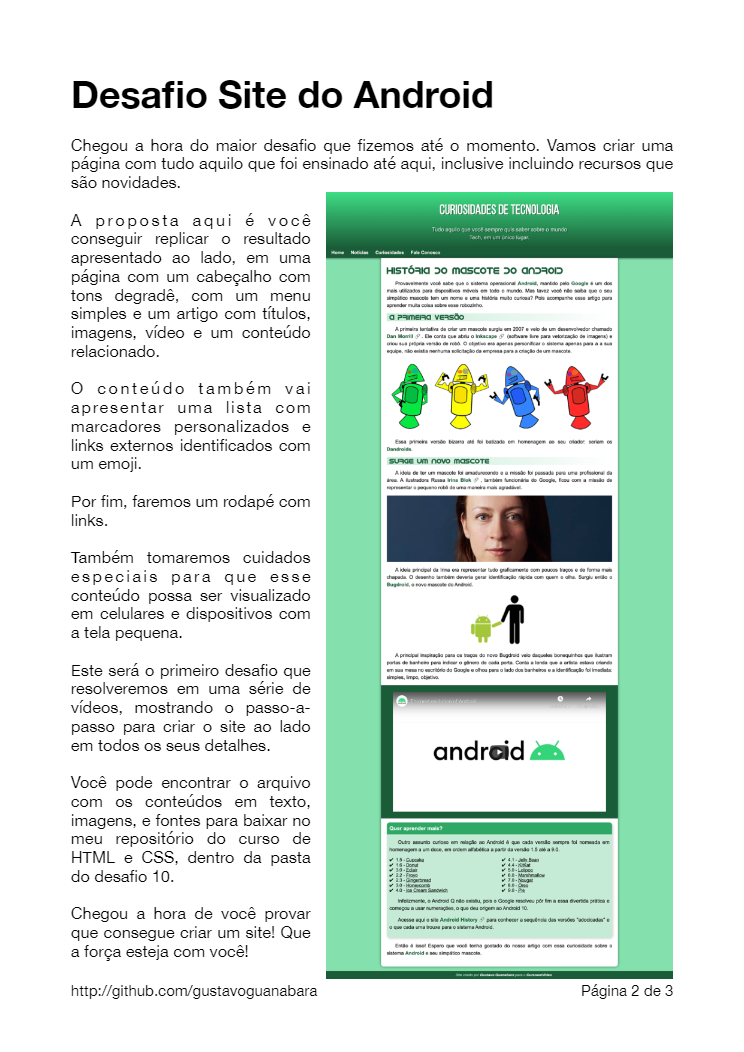 Desafio Site do Android
Chegou a hora do maior desafio que fizemos até o momento. Vamos criar uma
página com tudo aquilo que foi ensinado até aqui, inclusive incluindo recursos que
são novidades.
A proposta aqui é você
conseguir replicar o resultado
apresentado ao lado, em uma
página com um cabeçalho com
tons degradê, com um menu
simples e um artigo com títulos,
imagens, vídeo e um conteúdo
relacionado.
O conteúdo também vai
apresentar uma lista com
marcadores personalizados e
links externos identificados com
um emoji.
Por fim, faremos um rodapé com
links.
Também tomaremos cuidados
especiais para que esse
conteúdo possa ser visualizado
em celulares e dispositivos com
a tela pequena.
Este será o primeiro desafio que
resolveremos em uma série de
vídeos, mostrando o passo-a-
passo para criar o site ao lado
em todos os seus detalhes.
Você pode encontrar o arquivo
com os conteúdos em texto,
imagens, e fontes para baixar no
meu repositório do curso de
HTML e CSS, dentro da pasta
do desafio 10.
Chegou a hora de você provar
que consegue criar um site! Que
a força esteja com você!
CURIOSIDADES DE TECNOLOGIA
Tudo aquilo que você sempre quis saber sobre o mundo
Tech, em um único lugar.
Home Notícias Curiosidades Fale Conosco
HISTÓRIA DO MASCOTE DO ANDROID
Provavelmente você sabe que o sistema operacional Android, mantido pelo Google é um dos
mais utilizados para dispositivos móveis em todo o mundo. Mas talvez você não saiba que o seu
simpático mascote tem um nome e uma história muito curiosa? Pois acompanhe esse artigo para
aprender muita coisa sobre esse robozinho.
A PRIMEIRA VERSÃO
A primeira tentativa de criar um mascote surgiu em 2007 e veio de um desenvolvedor chamado
Dan Morrill 🔗. Ele conta que abriu o Inkscape 🔗 (software livre para vetorização de imagens) e
criou sua própria versão de robô. O objetivo era apenas personificar o sistema apenas para a sua
equipe, não existia nenhuma solicitação da empresa para a criação de um mascote.
Essa primeira versão bizarra até foi batizada em homenagem ao seu criador: seriam os
Dandroids.
SURGE UM NOVO MASCOTE
A ideia de ter um mascote foi amadurecendo e a missão foi passada para uma profissional da
área. A ilustradora Russa Irina Blok 🔗, também funcionária do Google, ficou com a missão de
representar o pequeno robô de uma maneira mais agradável.
A ideia principal da Irina era representar tudo graficamente com poucos traços e de forma mais
chapada. O desenho também deveria gerar identificação rápida com quem o olha. Surgiu então o
Bugdroid, o novo mascote do Android.
A principal inspiração para os traços do novo Bugdroid veio daqueles bonequinhos que ilustram
portas de banheiro para indicar o gênero de cada porta. Conta a lenda que a artista estava criando
em sua mesa no escritório do Google e olhou para o lado dos banheiros e a identificação foi imediata:
simples, limpo, objetivo.
android
Quer aprender mais?
Outro assunto curioso em relação ao Android é que cada versão sempre foi nomeada em
homenagem a um doce, em ordem alfabética a partir da versão 1.5 até a 9.0.
✔ 1.5 - Cupcake
✔ 1.6 - Donut
✔ 2.0 - Eclair
✔ 2.2 - Froyo
✔ 2.3 - Gingerbread
✔ 3.0 - Honeycomb
✔ 4.0 - Ice Cream Sandwich
✔ 4.1 - Jelly Bean
✔ 4.4 - KitKat
✔ 5.0 - Lolipop
✔ 6.0 - Marshmallow
✔ 7.0 - Nougat
✔ 8.0 - Oreo
✔ 9.0 - Pie
Infelizmente, o Android Q não existiu, pois o Google resolveu pôr fim a essa divertida prática e
começou a usar numerações, o que deu origem ao Android 10.
Acesse aqui o site Android History 🔗 para conhecer a sequência das versões "adocicadas" e
o que cada uma trouxe para o sistema Android.
Então é isso! Espero que você tenha gostado do nosso artigo com essa curiosidade sobre o
sistema Android e seu simpático mascote.
Site criado por Gustavo Guanabara para o CursoemVideo
http://github.com/gustavoguanabara
Página 2 de 3